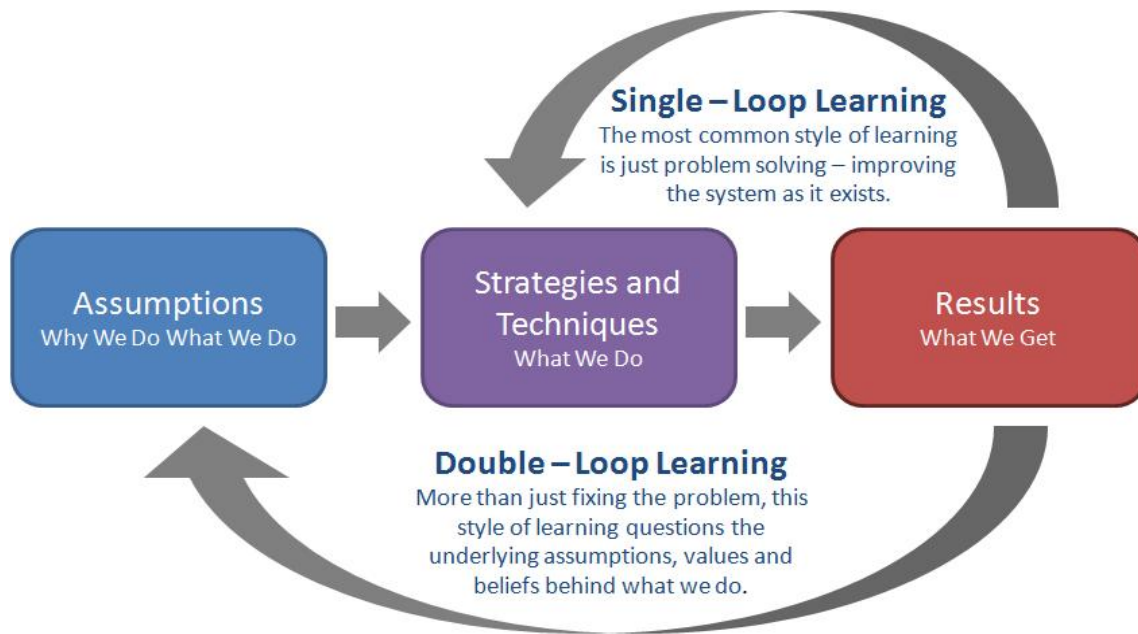 Single – Loop Learning
The most common style of learning
is just problem solving – improving
the system as it exists.
Assumptions
Why We Do What We Do
Strategies and
Techniques
What We Do
Results
What We Get
Double – Loop Learning
More than just fixing the problem, this
style of learning questions the
underlying assumptions, values and
beliefs behind what we do.